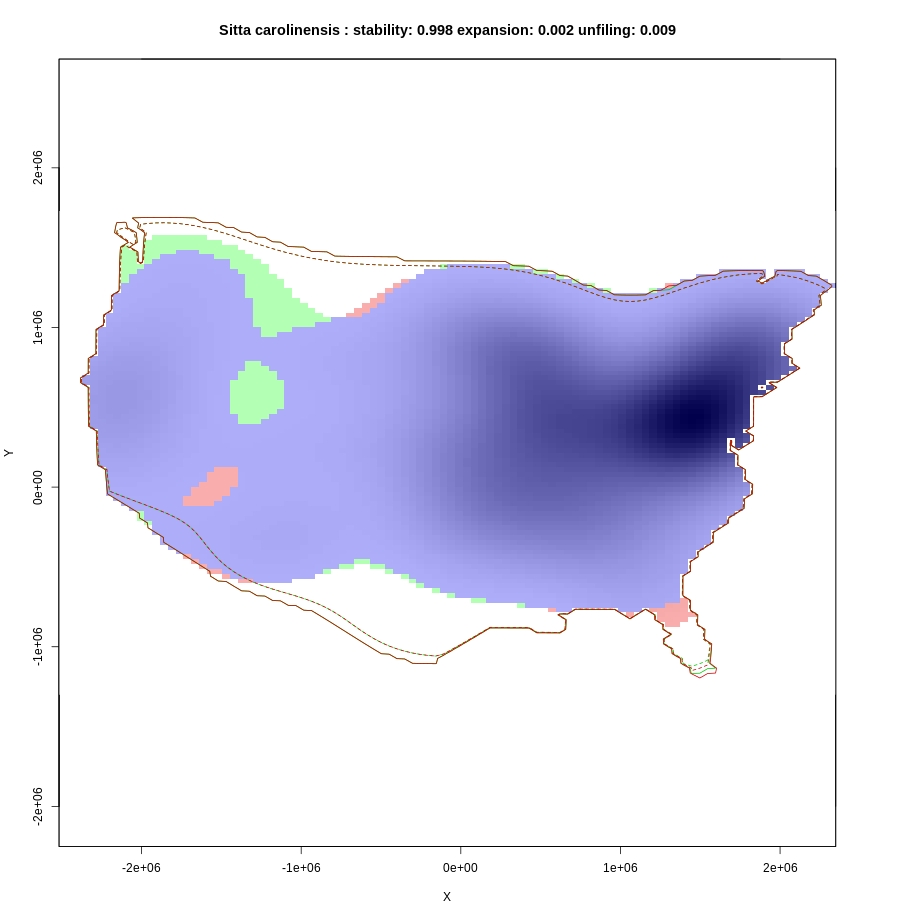 Sitta carolinensis : stability: 0.998 expansion: 0.002 unfiling: 0.009
2e+06
1e+06
0e+00
-1e+06
-2e+06
Y
-2e+06 -1e+06 0e+00 1e+06 2e+06
X